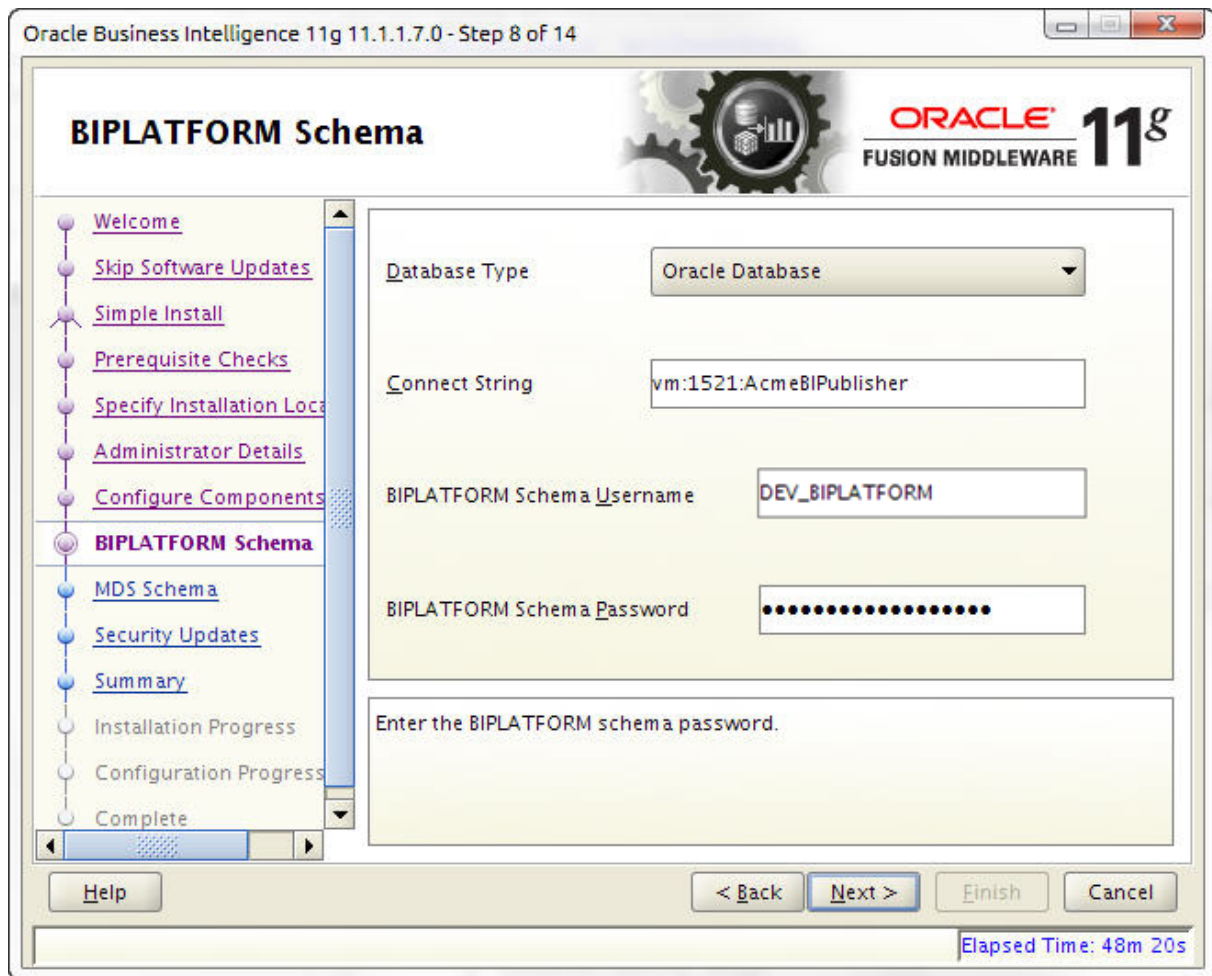 Oracle Business Intelligence 11g 11.1.1.7.0 - Step 8 of 14
BIPLATFORM Schema
ORACLE
FUSION MIDDLEWARE
11g
Welcome
Skip Software Updates
Simple Install
Prerequisite Checks
Specify Installation Loca
Administrator Details
Configure Components
BIPLATFORM Schema
MDS Schema
Security Updates
Summary
Installation Progress
Configuration Progress
Complete
Database Type
Oracle Database
Connect String
vm:1521:AcmeBIPublisher
BIPLATFORM Schema Username
DEV_BIPLATFORM
BIPLATFORM Schema Password
••••••••••••••••••
Enter the BIPLATFORM schema password.
Help
< Back
Next >
Finish
Cancel
Elapsed Time: 48m 20s